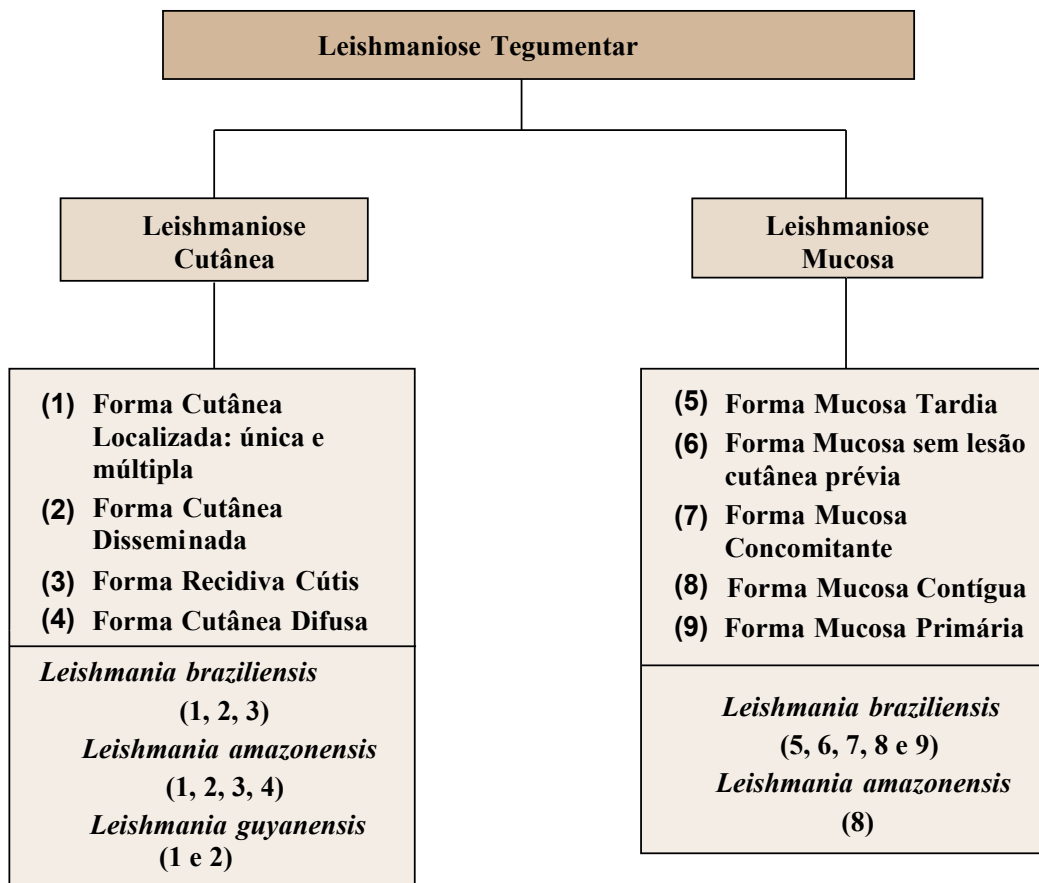 Leishmaniose Tegumentar
Leishmaniose
Cutânea
(1) Forma Cutânea
Localizada: única e
múltipla
(2) Forma Cutânea
Disseminada
(3) Forma Recidiva Cútis
(4) Forma Cutânea Difusa
Leishmania braziliensis
(1, 2, 3)
Leishmania amazonensis
(1, 2, 3, 4)
Leishmania guyanensis
(1 e 2)
Leishmaniose
Mucosa
(5) Forma Mucosa Tardia
(6) Forma Mucosa sem lesão
cutânea prévia
(7) Forma Mucosa
Concomitante
(8) Forma Mucosa Contígua
(9) Forma Mucosa Primária
Leishmania braziliensis
(5, 6, 7, 8 e 9)
Leishmania amazonensis
(8)